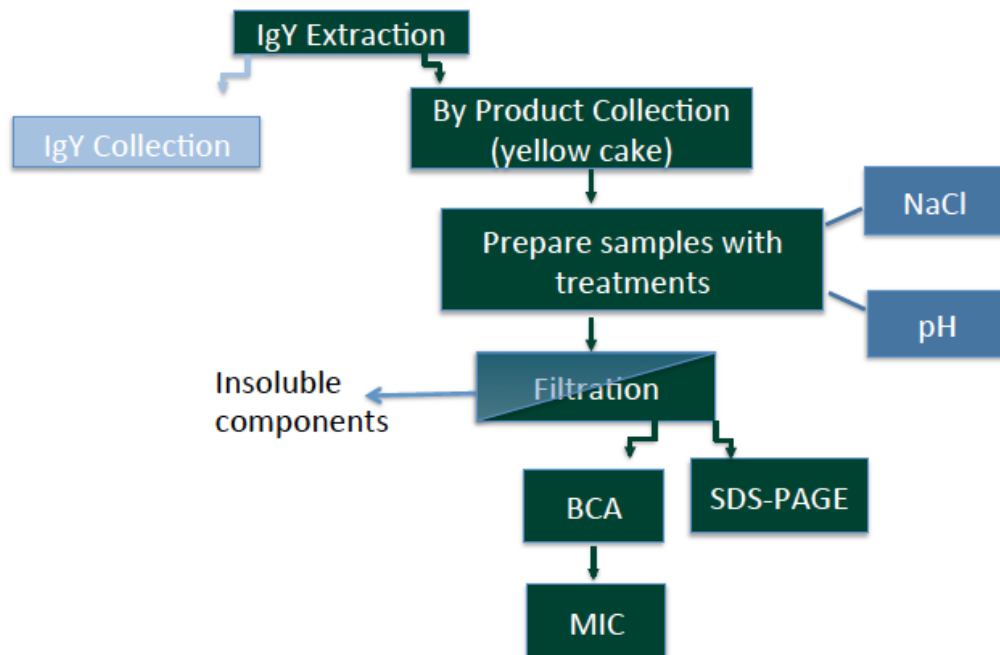 IgY Extraction
IgY Collection
By Product Collection
(yellow cake)
NaCl
Prepare samples with
treatments
pH
Insoluble
components
Filtration
BCA
SDS-PAGE
MIC